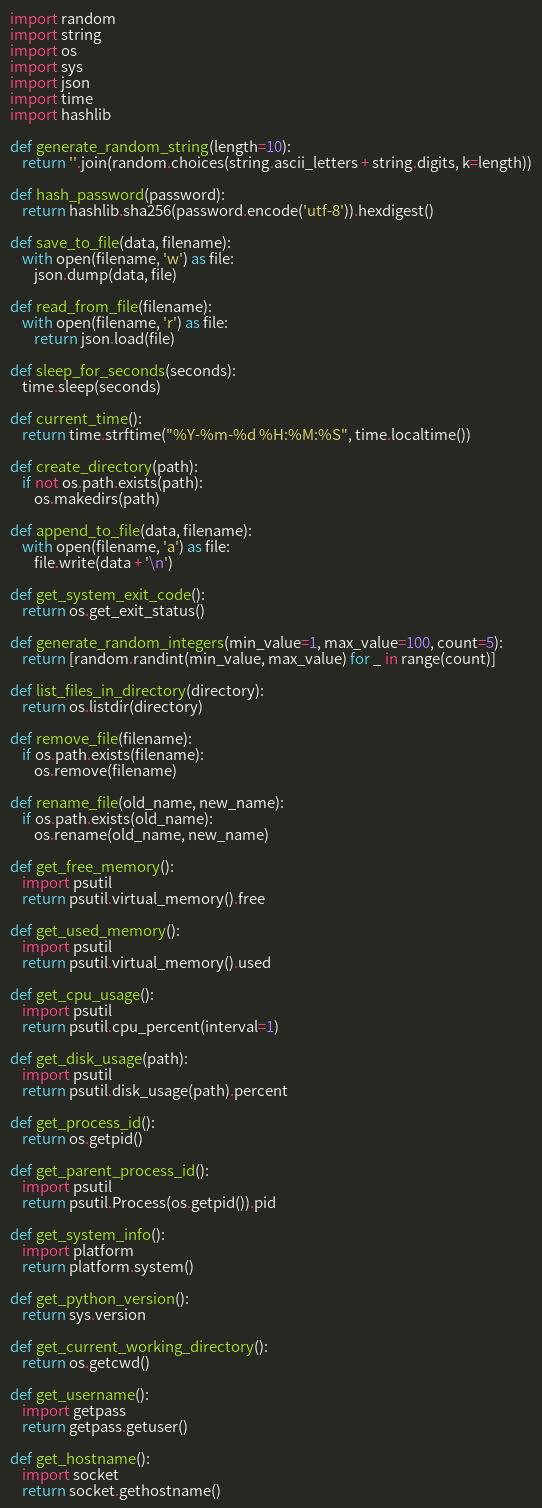 import random
import string
import os
import sys
import json
import time
import hashlib

def generate_random_string(length=10):
    return ''.join(random.choices(string.ascii_letters + string.digits, k=length))

def hash_password(password):
    return hashlib.sha256(password.encode('utf-8')).hexdigest()

def save_to_file(data, filename):
    with open(filename, 'w') as file:
        json.dump(data, file)

def read_from_file(filename):
    with open(filename, 'r') as file:
        return json.load(file)

def sleep_for_seconds(seconds):
    time.sleep(seconds)

def current_time():
    return time.strftime("%Y-%m-%d %H:%M:%S", time.localtime())

def create_directory(path):
    if not os.path.exists(path):
        os.makedirs(path)

def append_to_file(data, filename):
    with open(filename, 'a') as file:
        file.write(data + '\n')

def get_system_exit_code():
    return os.get_exit_status()

def generate_random_integers(min_value=1, max_value=100, count=5):
    return [random.randint(min_value, max_value) for _ in range(count)]

def list_files_in_directory(directory):
    return os.listdir(directory)

def remove_file(filename):
    if os.path.exists(filename):
        os.remove(filename)

def rename_file(old_name, new_name):
    if os.path.exists(old_name):
        os.rename(old_name, new_name)

def get_free_memory():
    import psutil
    return psutil.virtual_memory().free

def get_used_memory():
    import psutil
    return psutil.virtual_memory().used

def get_cpu_usage():
    import psutil
    return psutil.cpu_percent(interval=1)

def get_disk_usage(path):
    import psutil
    return psutil.disk_usage(path).percent

def get_process_id():
    return os.getpid()

def get_parent_process_id():
    import psutil
    return psutil.Process(os.getpid()).pid

def get_system_info():
    import platform
    return platform.system()

def get_python_version():
    return sys.version

def get_current_working_directory():
    return os.getcwd()

def get_username():
    import getpass
    return getpass.getuser()

def get_hostname():
    import socket
    return socket.gethostname()